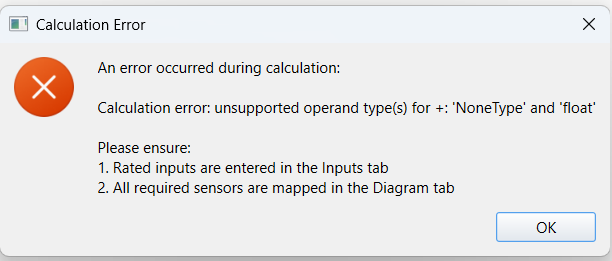 Calculation Error
An error occurred during calculation:
Calculation error: unsupported operand type(s) for +: 'NoneType' and 'float'
Please ensure:
1. Rated inputs are entered in the Inputs tab
2. All required sensors are mapped in the Diagram tab
OK